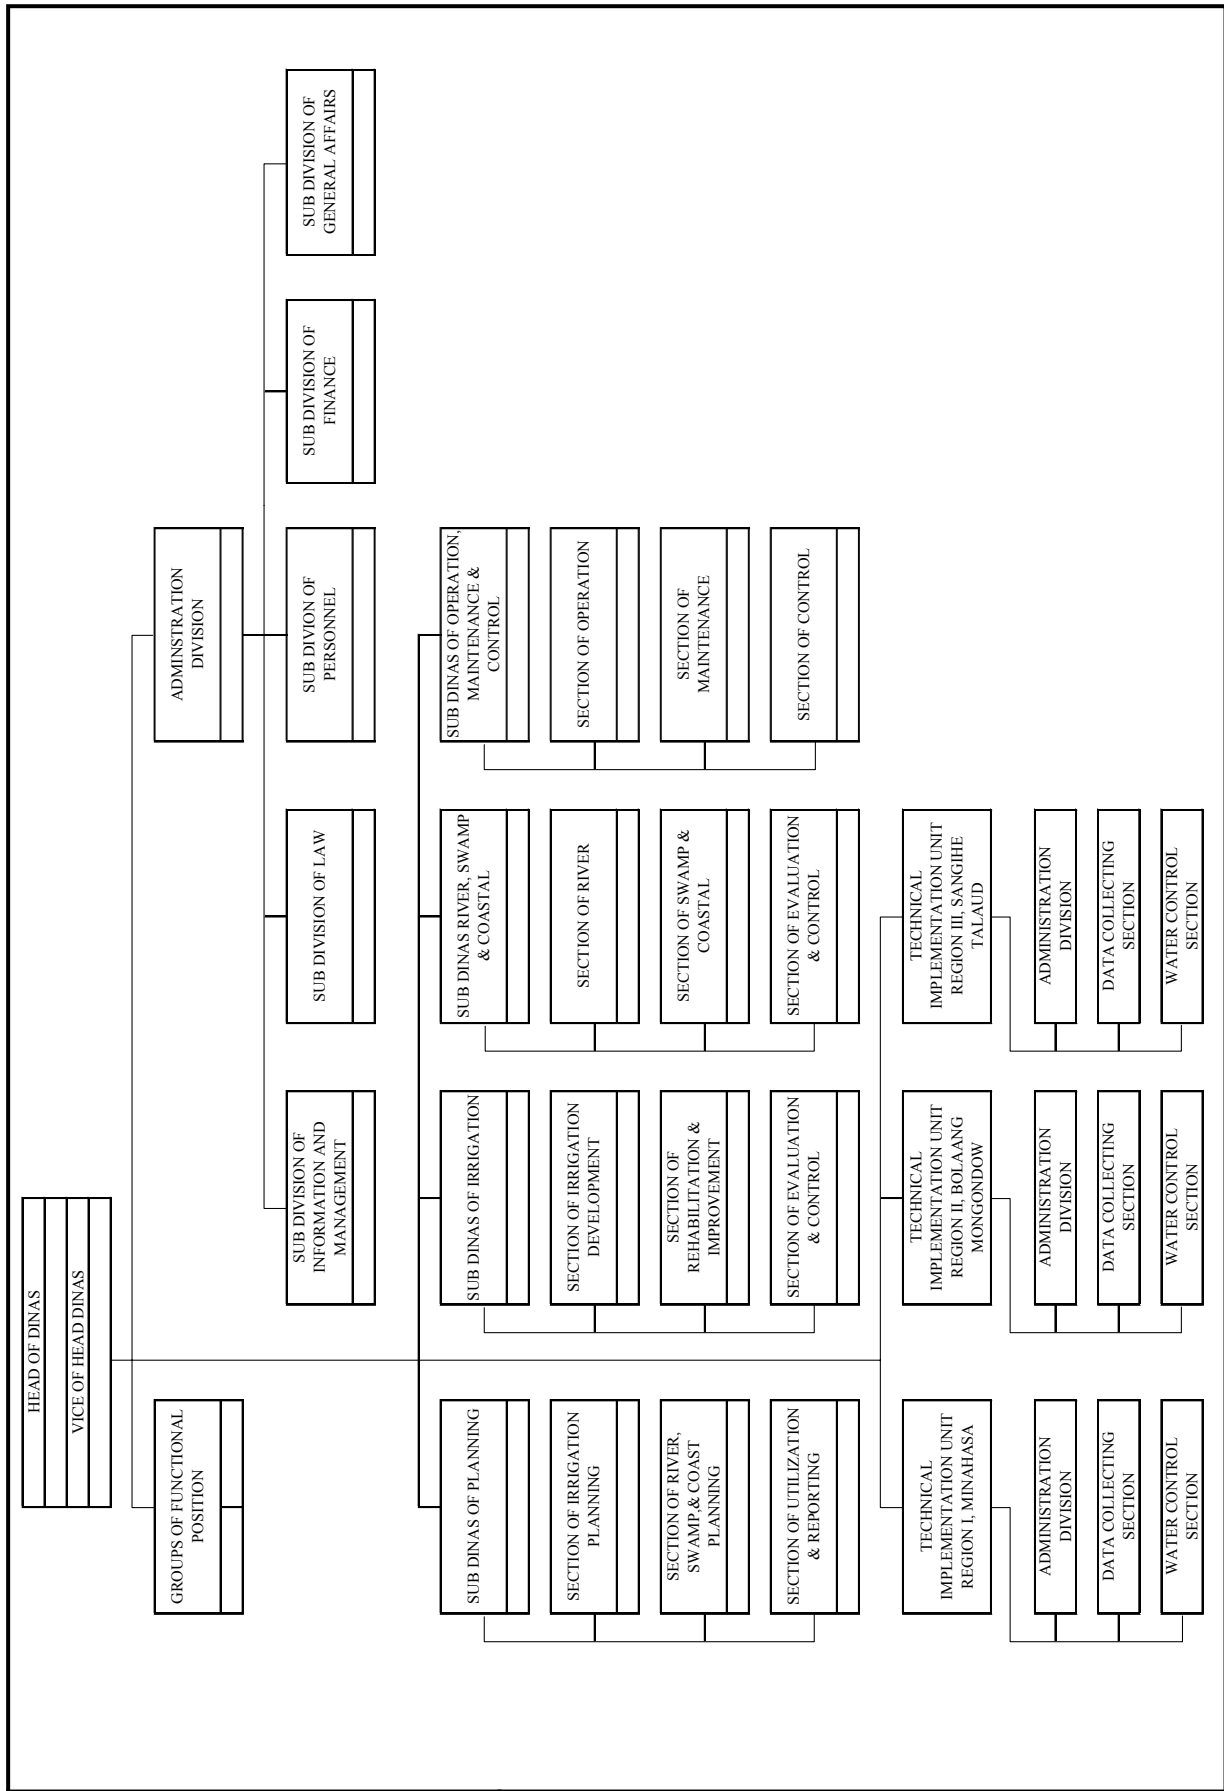 HEAD OF DINAS
VICE OF HEAD DINAS
GROUPS OF FUNCTIONAL
POSITION
ADMINSTRATION
DIVISION
SUB DIVISION OF
INFORMATION AND
MANAGEMENT
SUB DIVISION OF LAW
SUB DIVION OF
PERSONNEL
SUB DIVISION OF
FINANCE
SUB DIVISION OF
GENERAL AFFAIRS
SUB DINAS OF PLANNING
SECTION OF IRRIGATION
PLANNING
SECTION OF RIVER,
SWAMP,& COAST
PLANNING
SECTION OF UTILIZATION
& REPORTING
SUB DINAS OF IRRIGATION
SECTION OF IRRIGATION
DEVELOPMENT
SECTION OF
REHABILITATION &
IMPROVEMENT
SECTION OF EVALUATION
& CONTROL
SUB DINAS RIVER, SWAMP
& COASTAL
SECTION OF RIVER
SECTION OF SWAMP &
COASTAL
SECTION OF EVALUATION
& CONTROL
SUB DINAS OF OPERATION,
MAINTENANCE &
CONTROL
SECTION OF OPERATION
SECTION OF
MAINTENANCE
SECTION OF CONTROL
TECHNICAL
IMPLEMENTATION UNIT
REGION I, MINAHASA
ADMINISTRATION
DIVISION
DATA COLLECTING
SECTION
WATER CONTROL
SECTION
TECHNICAL
IMPLEMENTATION UNIT
REGION II, BOLAANG
MONGONDOW
ADMINISTRATION
DIVISION
DATA COLLECTING
SECTION
WATER CONTROL
SECTION
TECHNICAL
IMPLEMENTATION UNIT
REGION III, SANGIHE
TALAUD
ADMINISTRATION
DIVISION
DATA COLLECTING
SECTION
WATER CONTROL
SECTION